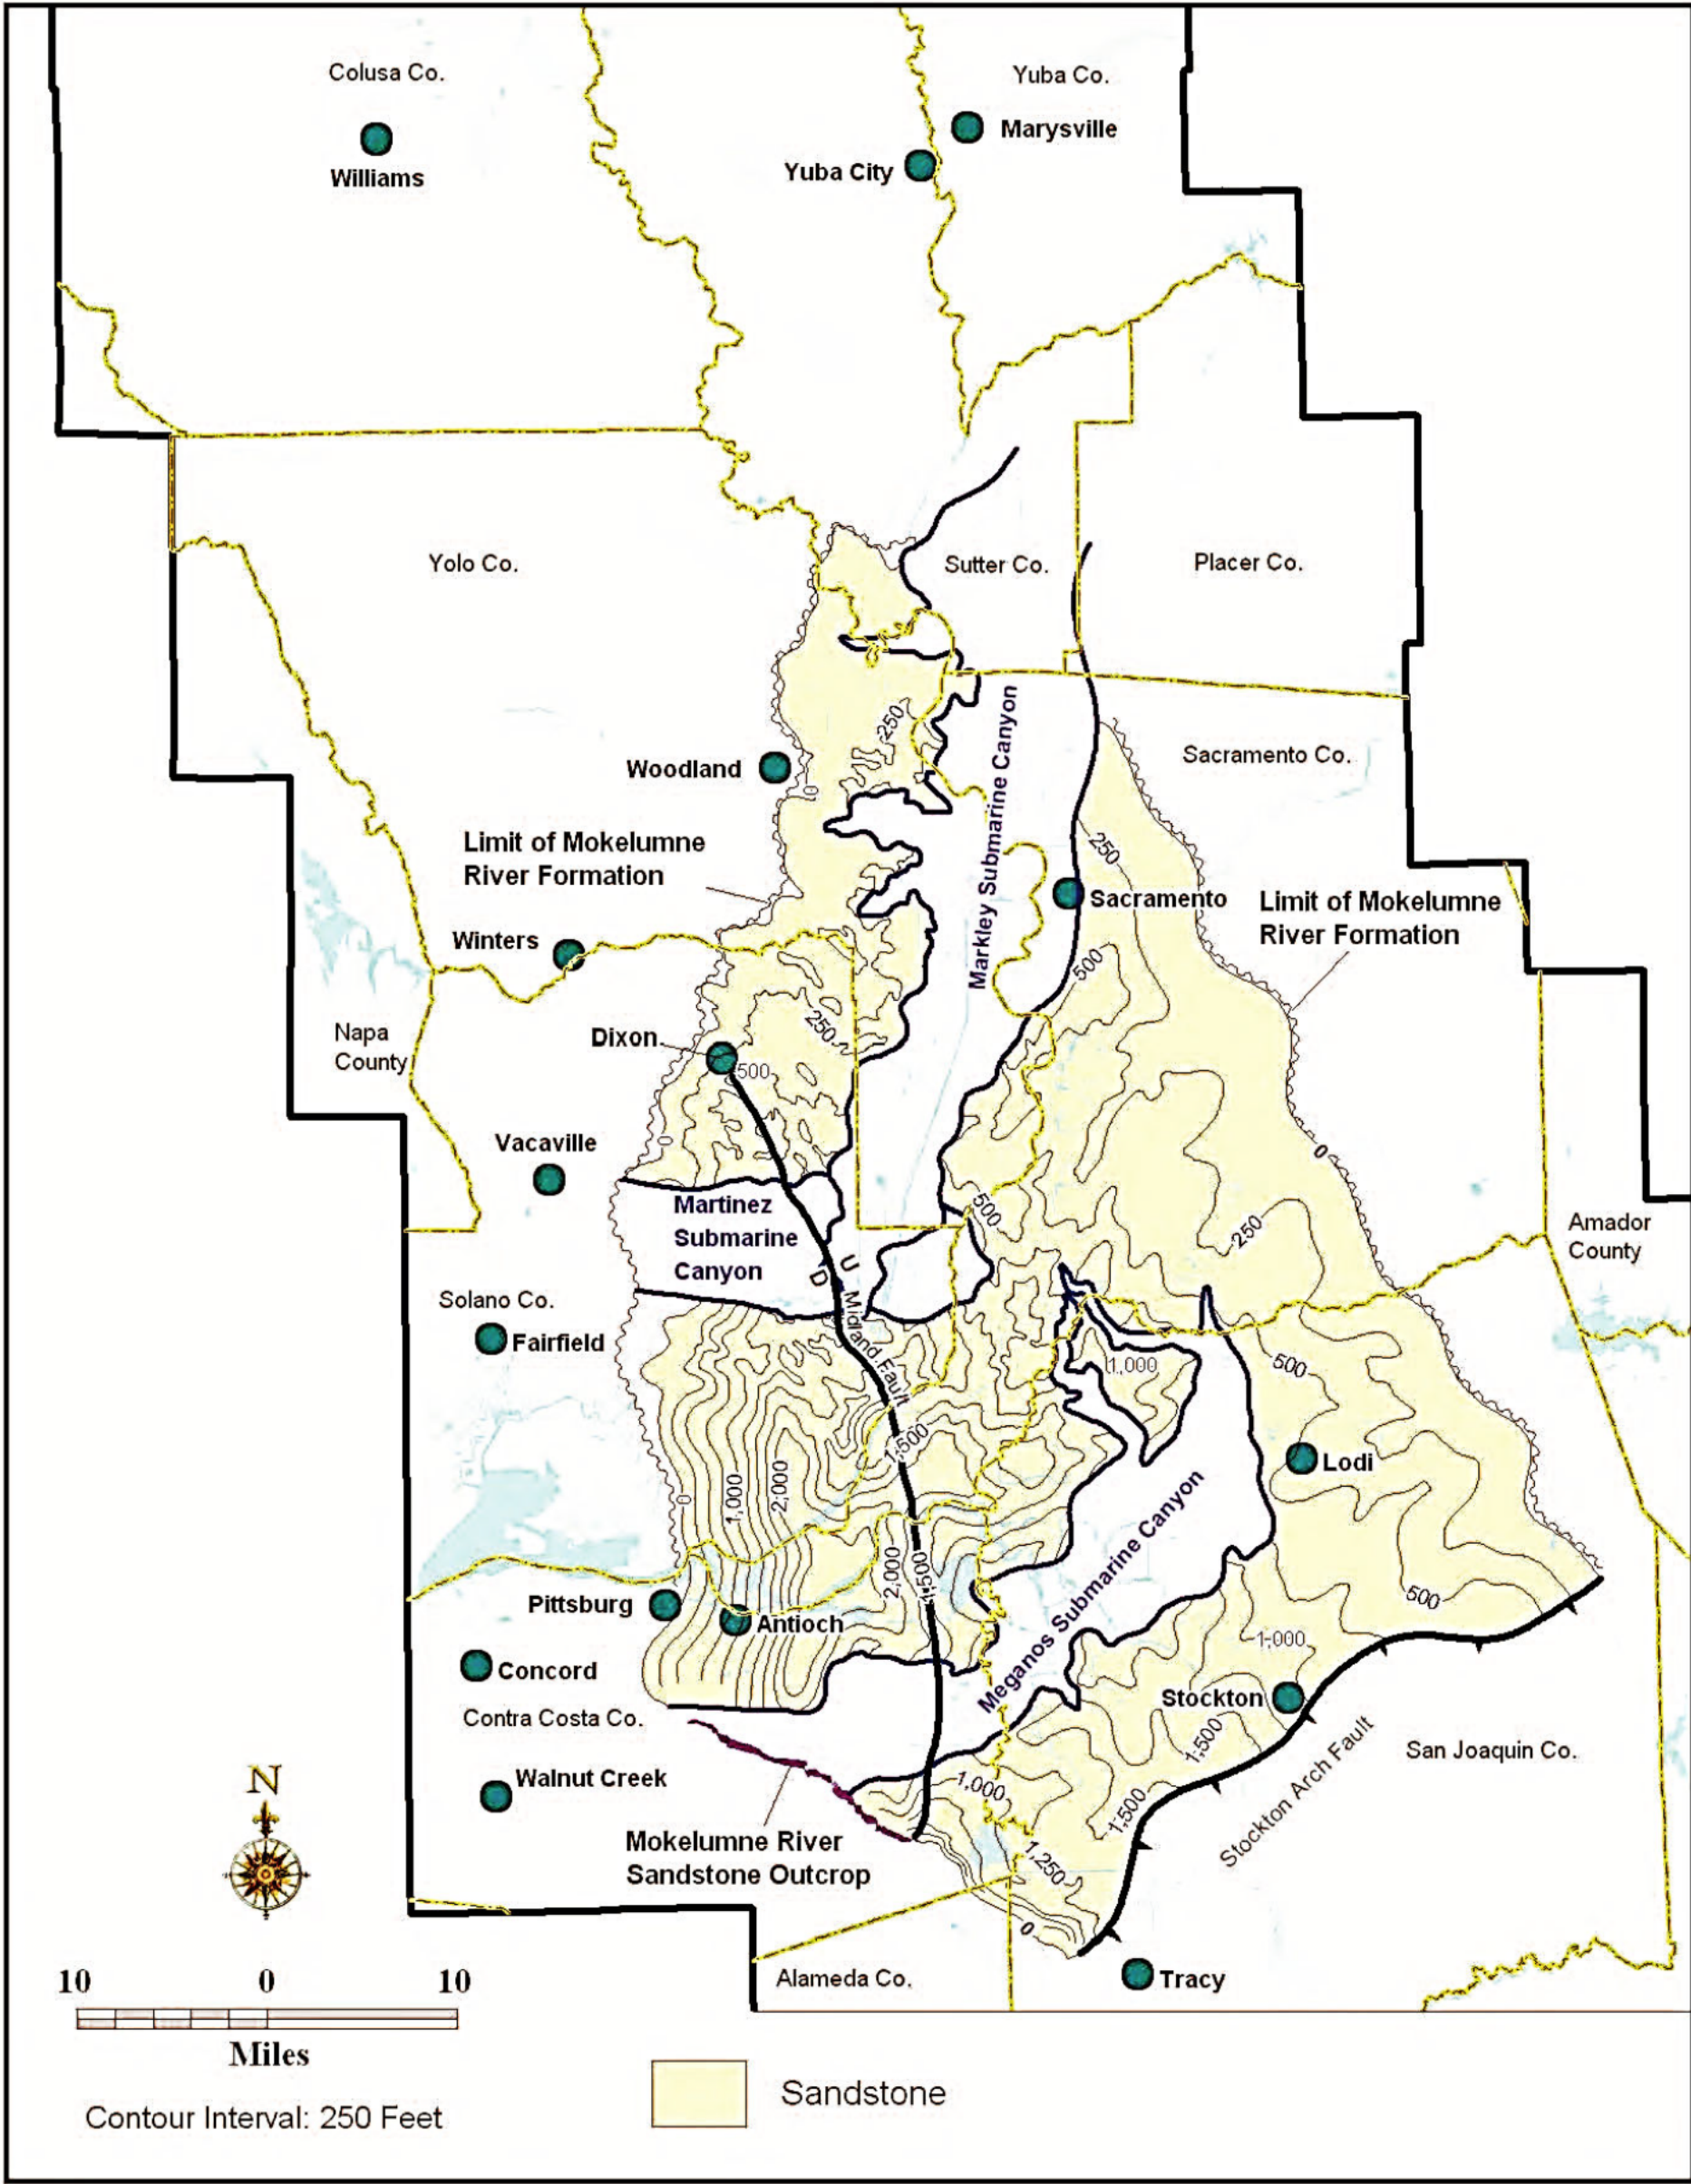 Colusa Co.
Yuba Co.
Marysville
Williams
Yuba City
Yolo Co.
Sutter Co.
Placer Co.
250
Markley Submarine Canyon
Sacramento Co.
Woodland
0
Limit of Mokelumne
River Formation
250
Sacramento
Limit of Mokelumne
River Formation
Winters
500
Napa
County
Dixon
250
500
Vacaville
0
0
Martinez
Submarine
Canyon
500
250
Amador
County
U
D
Midland Fault
Solano Co.
Fairfield
1,000
500
1,500
Lodi
0
1,000
2,000
Meganos Submarine Canyon
2,000
1,500
500
Pittsburg
Antioch
1,000
Concord
Stockton
Contra Costa Co.
1,500
Stockton Arch Fault
San Joaquin Co.
N
Walnut Creek
1,000
1,500
Mokelumne River
Sandstone Outcrop
1,250
0
10 0 10
Miles
Alameda Co.
Tracy
Contour Interval: 250 Feet
Sandstone